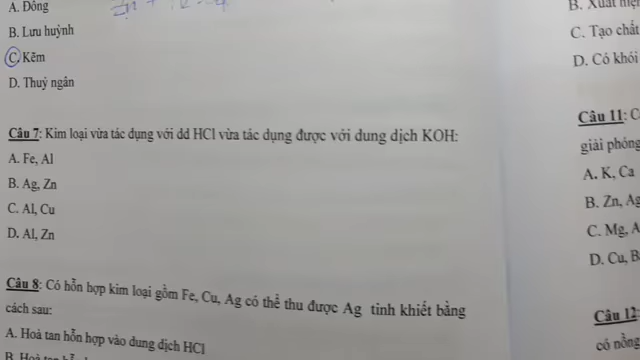 A. Đồng
B. Lưu huỳnh
C. Kẽm
D. Thuỷ ngân
Câu 7: Kim loại vừa tác dụng với dd HCl vừa tác dụng được với dung dịch KOH:
A. Fe, Al
B. Ag, Zn
C. Al, Cu
D. Al, Zn
Câu 8: Có hỗn hợp kim loại gồm Fe, Cu, Ag có thể thu được Ag tinh khiết bằng
cách sau:
A. Hoà tan hỗn hợp vào dung dịch HCl
B. Hoà tan
B. Xuất
C. Tạo chất
D. Có khói
Câu 11:
giải phóng
A. K, Ca
B. Zn, Ag
C. Mg,
D. Cu,
Câu 12:
có nồng